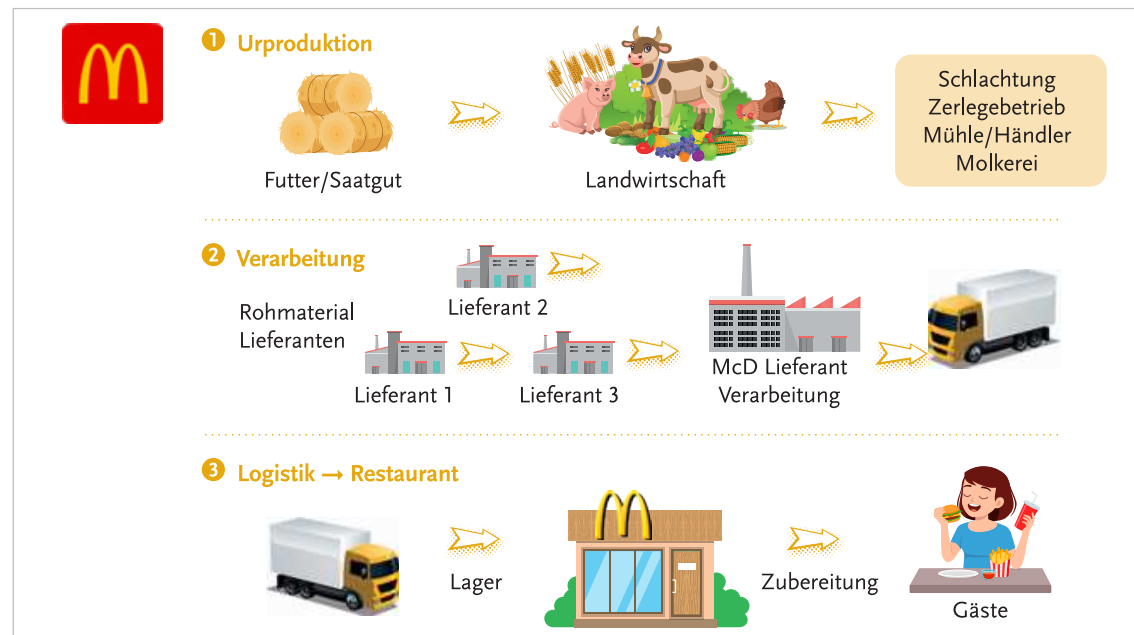 1 Urproduktion
Futter/Saatgut
Landwirtschaft
Schlachtung
Zerlegebetrieb
Mühle/Händler
Molkerei
2 Verarbeitung
Rohmaterial
Lieferanten
Lieferant 2
Lieferant 1
Lieferant 3
McD Lieferant
Verarbeitung
3 Logistik → Restaurant
Lager
Zubereitung
Gäste